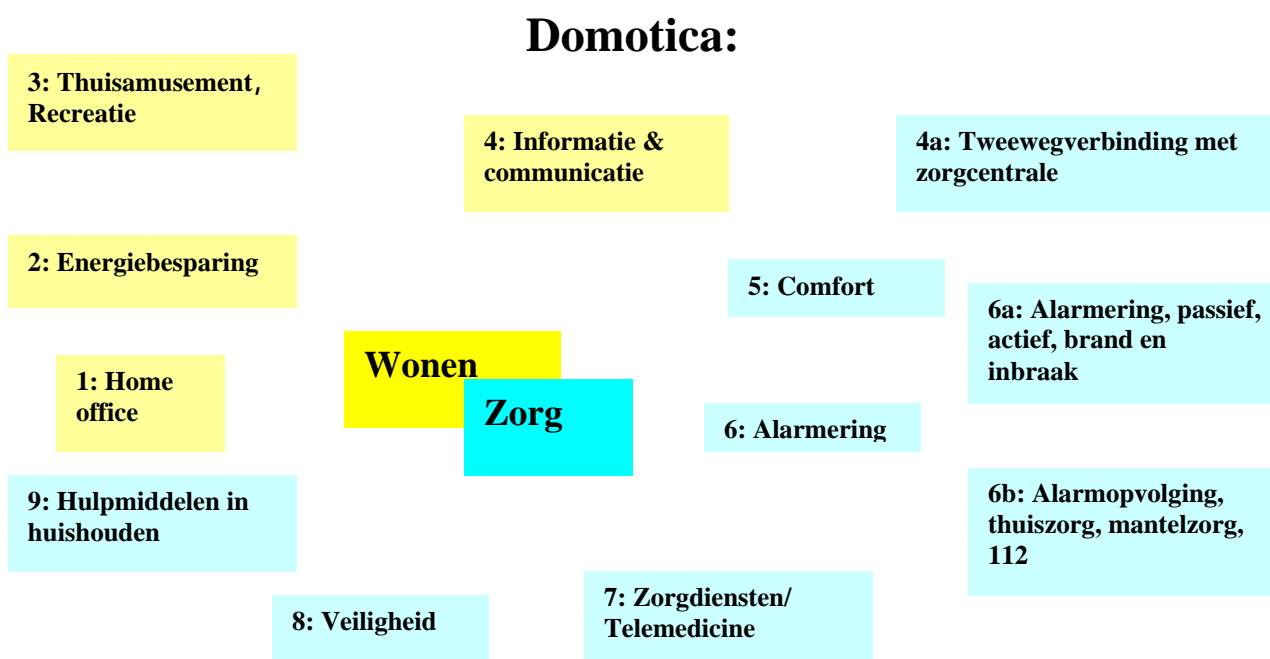 Domotica:
3: Thuisamusement,
Recreatie
4: Informatie &
communicatie
4a: Tweewegverbinding met
zorgcentrale
2: Energiebesparing
5: Comfort
6a: Alarmering, passief,
actief, brand en
inbraak
Wonen
1: Home
office
Zorg
6: Alarmering
9: Hulpmiddelen in
huishouden
6b: Alarmopvolging,
thuiszorg, mantelzorg,
112
7: Zorgdiensten/
Telemedicine
8: Veiligheid